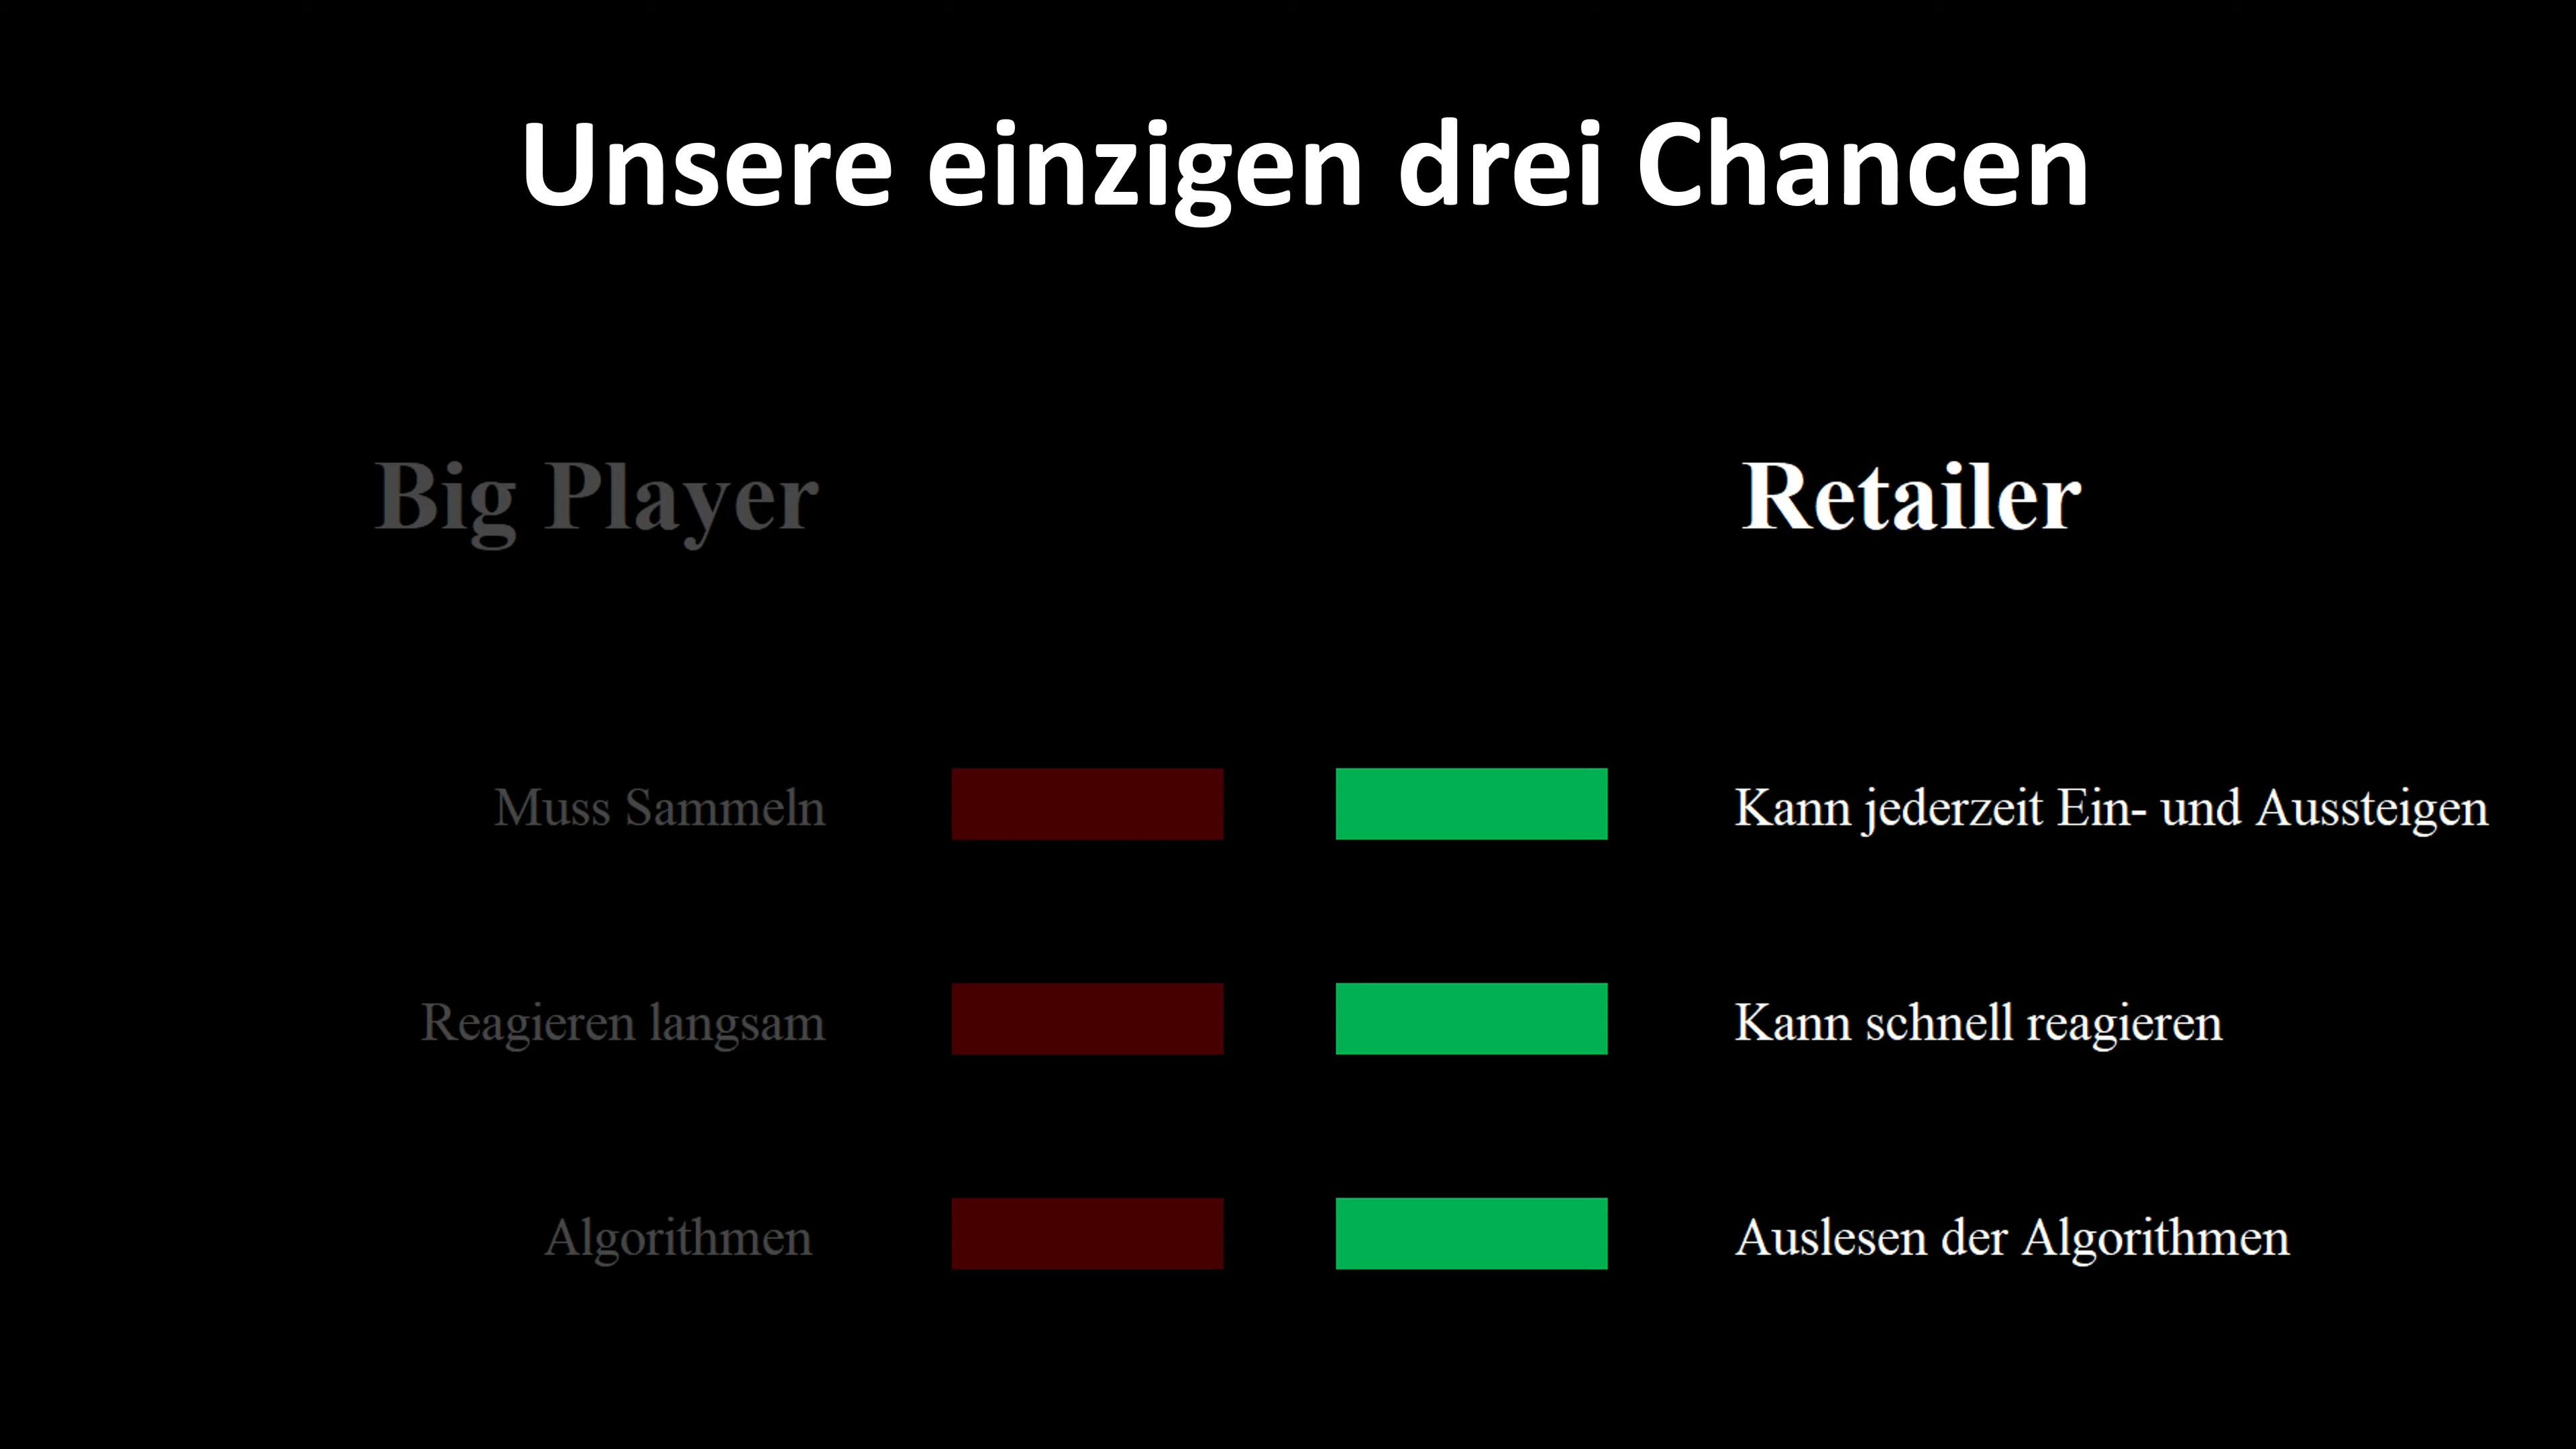 Unsere einzigen drei Chancen
Big Player
Retailer
Muss Sammeln
Kann jederzeit Ein- und Aussteigen
Reagieren langsam
Kann schnell reagieren
Algorithmen
Auslesen der Algorithmen